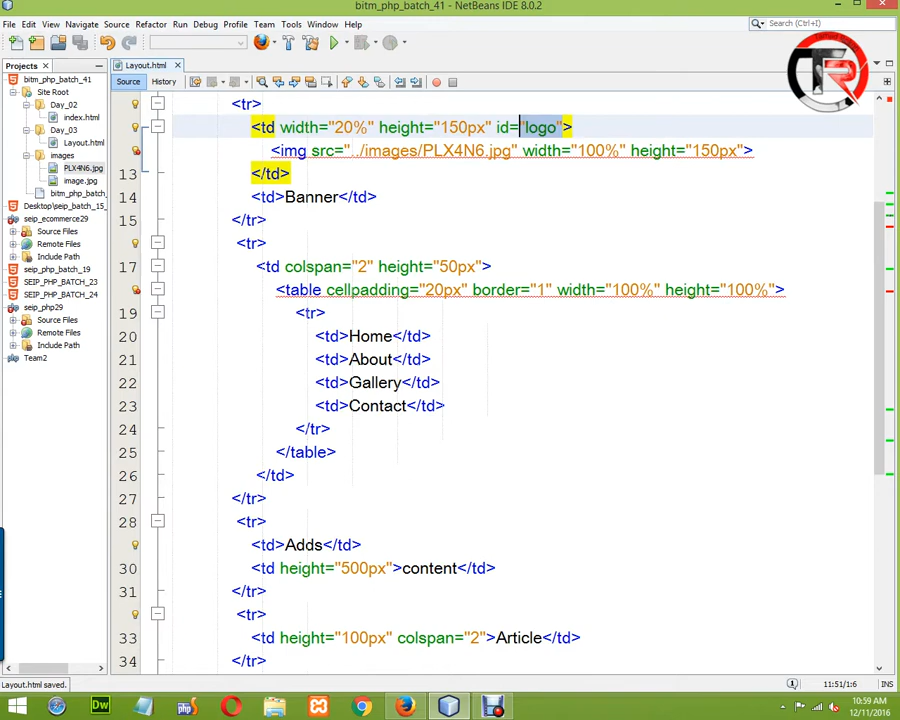 bitm_php_batch_41 - NetBeans IDE 8.0.2
File Edit View Navigate Source Refactor Run Debug Profile Team Tools Window Help
Search (Ctrl+I)
Projects
Layout.html
Source History
bitm_php_batch_41
Site Root
Day_02
index.html
Day_03
Layout.html
images
PLX4N6.jpg
image.jpg
bitm_php_batch_
Desktop\seip_batch_15_
seip_ecommerce29
Source Files
Remote Files
Include Path
seip_php_batch_19
SEIP_PHP_BATCH_23
SEIP_PHP_BATCH_24
seip_php29
Source Files
Remote Files
Include Path
Team2
<tr>
<td width="20%" height="150px" id="logo">
<img src="../images/PLX4N6.jpg" width="100%" height="150px">
13 </td>
14 <td>Banner</td>
15 </tr>
<tr>
17 <td colspan="2" height="50px">
<table cellpadding="20px" border="1" width="100%" height="100%">
19 <tr>
20 <td>Home</td>
21 <td>About</td>
22 <td>Gallery</td>
23 <td>Contact</td>
24 </tr>
25 </table>
26 </td>
27 </tr>
28 <tr>
<td>Adds</td>
30 <td height="500px">content</td>
31 </tr>
<tr>
33 <td height="100px" colspan="2">Article</td>
34 </tr>
Layout.html saved.
11:51/1:6 INS
Dw
php
10:59 AM
12/11/2016